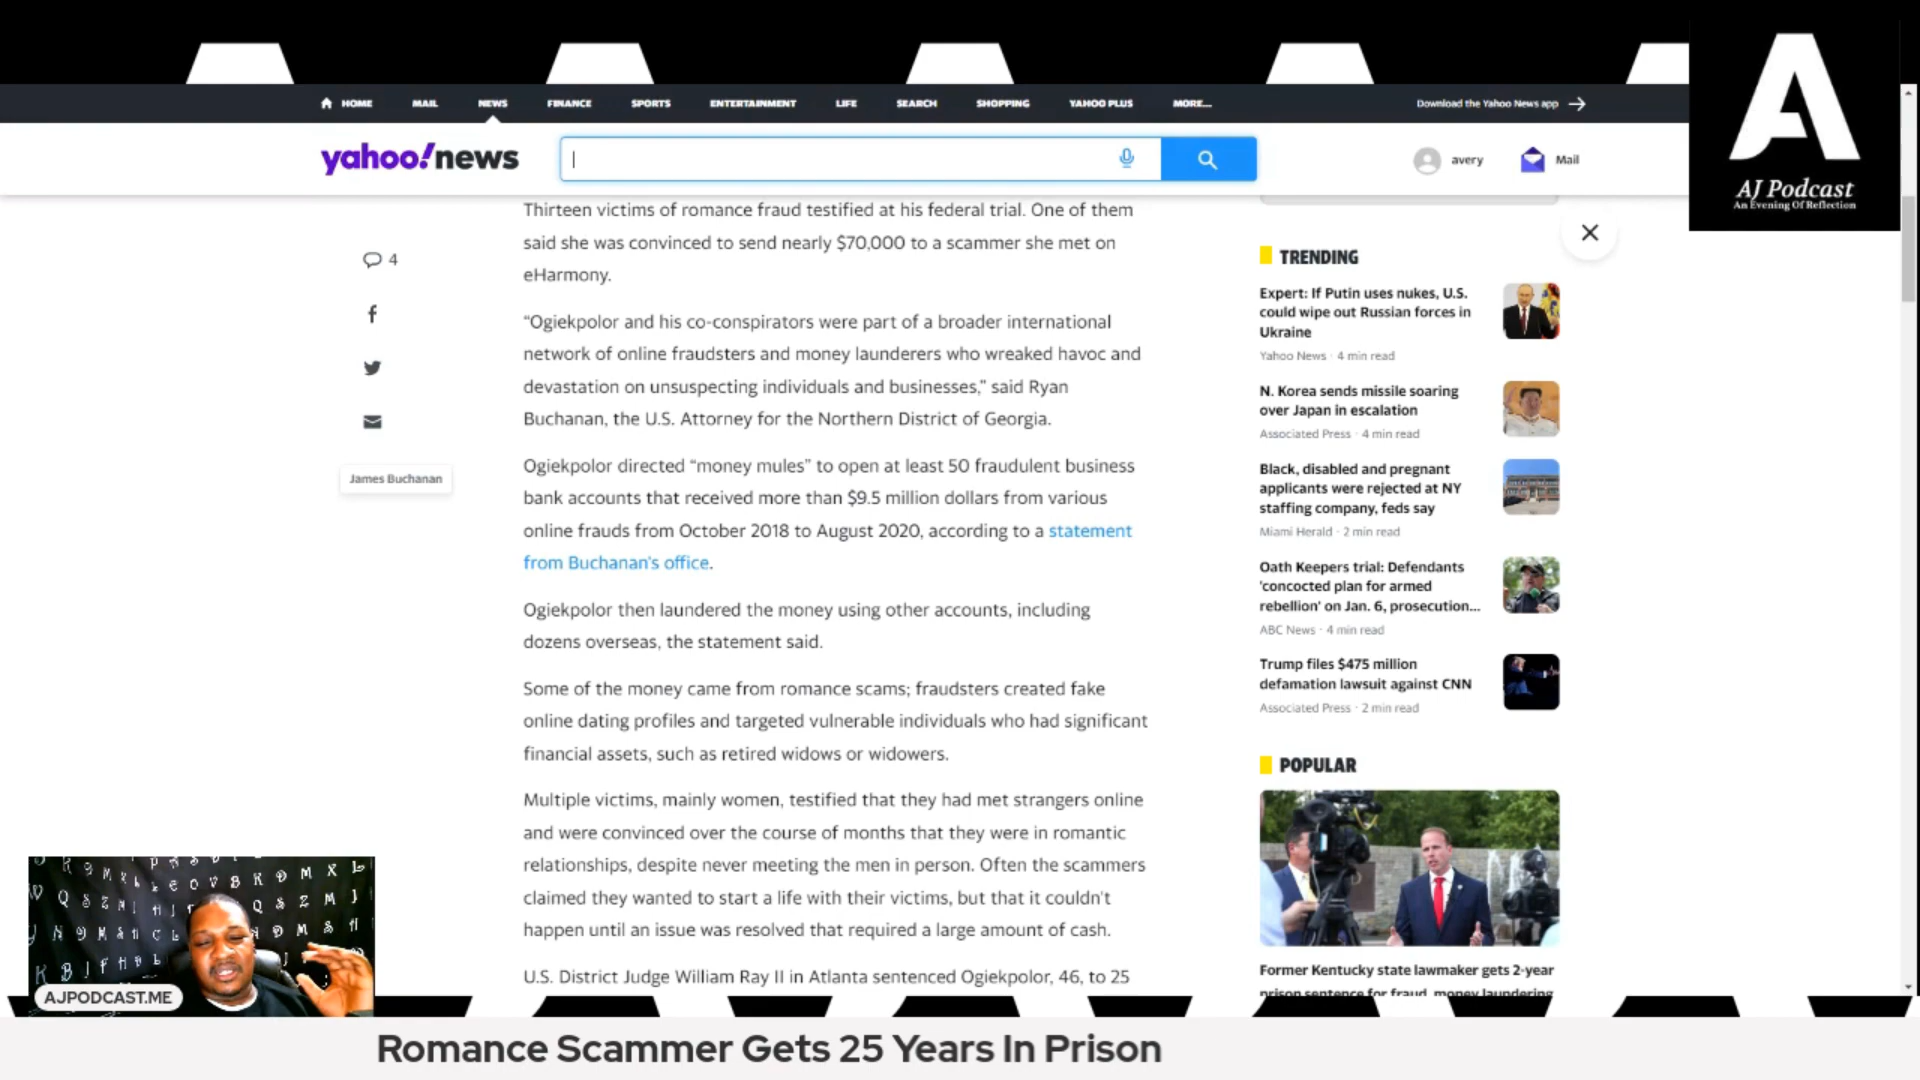 HOME MAIL NEWS FINANCE SPORTS ENTERTAINMENT LIFE SEARCH SHOPPING YAHOO PLUS MORE... Download the Yahoo News app
yahoo!news
avery Mail
A
AJ Podcast
An Evening Of Reflection
4
James Buchanan
Thirteen victims of romance fraud testified at his federal trial. One of them
said she was convinced to send nearly $70,000 to a scammer she met on
eHarmony.
“Ogiekpolor and his co-conspirators were part of a broader international
network of online fraudsters and money launderers who wreaked havoc and
devastation on unsuspecting individuals and businesses,” said Ryan
Buchanan, the U.S. Attorney for the Northern District of Georgia.
Ogiekpolor directed “money mules” to open at least 50 fraudulent business
bank accounts that received more than $9.5 million dollars from various
online frauds from October 2018 to August 2020, according to a statement
from Buchanan's office.
Ogiekpolor then laundered the money using other accounts, including
dozens overseas, the statement said.
Some of the money came from romance scams; fraudsters created fake
online dating profiles and targeted vulnerable individuals who had significant
financial assets, such as retired widows or widowers.
Multiple victims, mainly women, testified that they had met strangers online
and were convinced over the course of months that they were in romantic
relationships, despite never meeting the men in person. Often the scammers
claimed they wanted to start a life with their victims, but that it couldn't
happen until an issue was resolved that required a large amount of cash.
U.S. District Judge William Ray II in Atlanta sentenced Ogiekpolor, 46, to 25
TRENDING
Expert: If Putin uses nukes, U.S.
could wipe out Russian forces in
Ukraine
Yahoo News · 4 min read
N. Korea sends missile soaring
over Japan in escalation
Associated Press · 4 min read
Black, disabled and pregnant
applicants were rejected at NY
staffing company, feds say
Miami Herald · 2 min read
Oath Keepers trial: Defendants
'concocted plan for armed
rebellion' on Jan. 6, prosecution...
ABC News · 4 min read
Trump files $475 million
defamation lawsuit against CNN
Associated Press · 2 min read
POPULAR
Former Kentucky state lawmaker gets 2-year
prison sentence for fraud, money laundering
AJPODCAST.ME
Romance Scammer Gets 25 Years In Prison